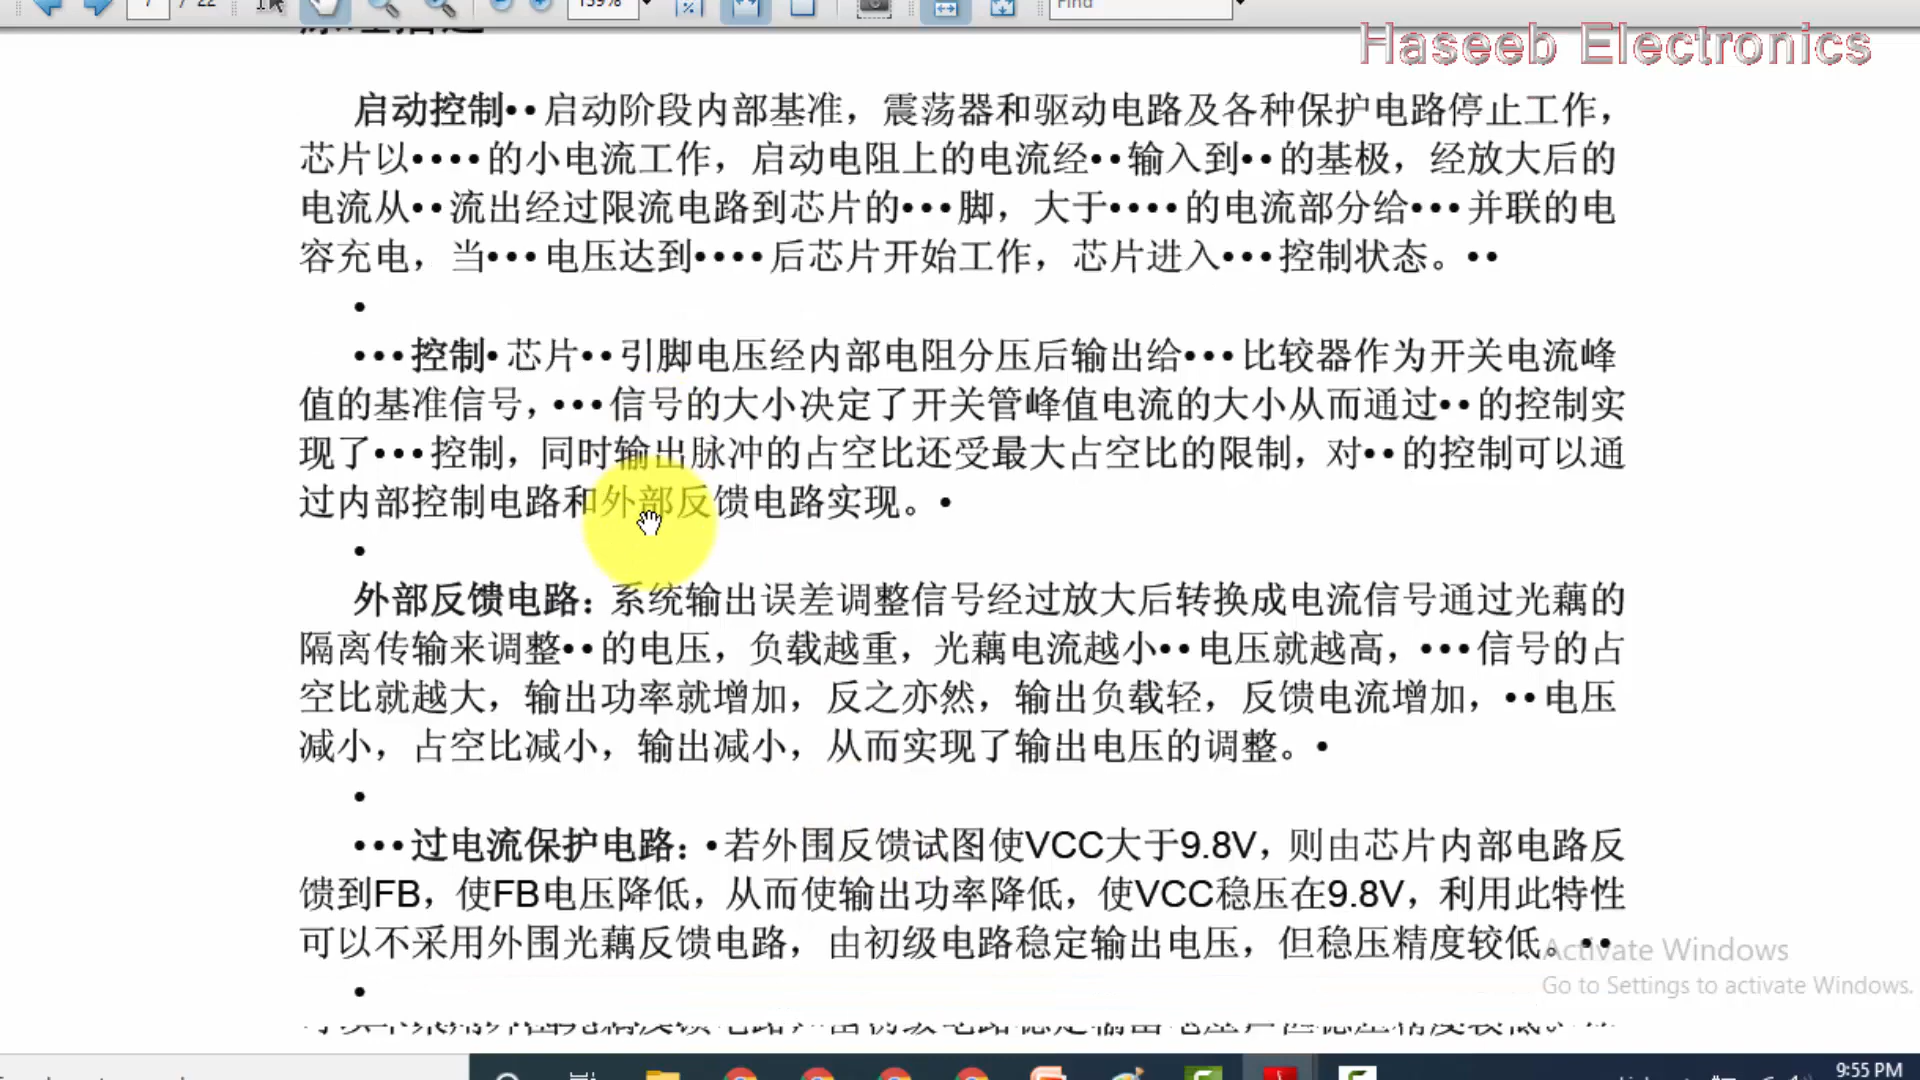 7 / 22 139% Find
Haseeb Electronics
原理描述
启动控制••启动阶段内部基准，震荡器和驱动电路及各种保护电路停止工作，
芯片以••••的小电流工作，启动电阻上的电流经••输入到••的基极，经放大后的
电流从••流出经过限流电路到芯片的•••脚，大于••••的电流部分给•••并联的电
容充电，当•••电压达到••••后芯片开始工作，芯片进入•••控制状态。••
•
•••控制•芯片••引脚电压经内部电阻分压后输出给•••比较器作为开关电流峰
值的基准信号，•••信号的大小决定了开关管峰值电流的大小从而通过••的控制实
现了•••控制，同时输出脉冲的占空比还受最大占空比的限制，对••的控制可以通
过内部控制电路和外部反馈电路实现。•
•
外部反馈电路：系统输出误差调整信号经过放大后转换成电流信号通过光藕的
隔离传输来调整••的电压，负载越重，光藕电流越小••电压就越高，•••信号的占
空比就越大，输出功率就增加，反之亦然，输出负载轻，反馈电流增加，••电压
减小，占空比减小，输出减小，从而实现了输出电压的调整。•
•
•••过电流保护电路：•若外围反馈试图使VCC大于9.8V，则由芯片内部电路反
馈到FB，使FB电压降低，从而使输出功率降低，使VCC稳压在9.8V，利用此特性
可以不采用外围光藕反馈电路，由初级电路稳定输出电压，但稳压精度较低。••
•
Activate Windows
Go to Settings to activate Windows.
9:55 PM